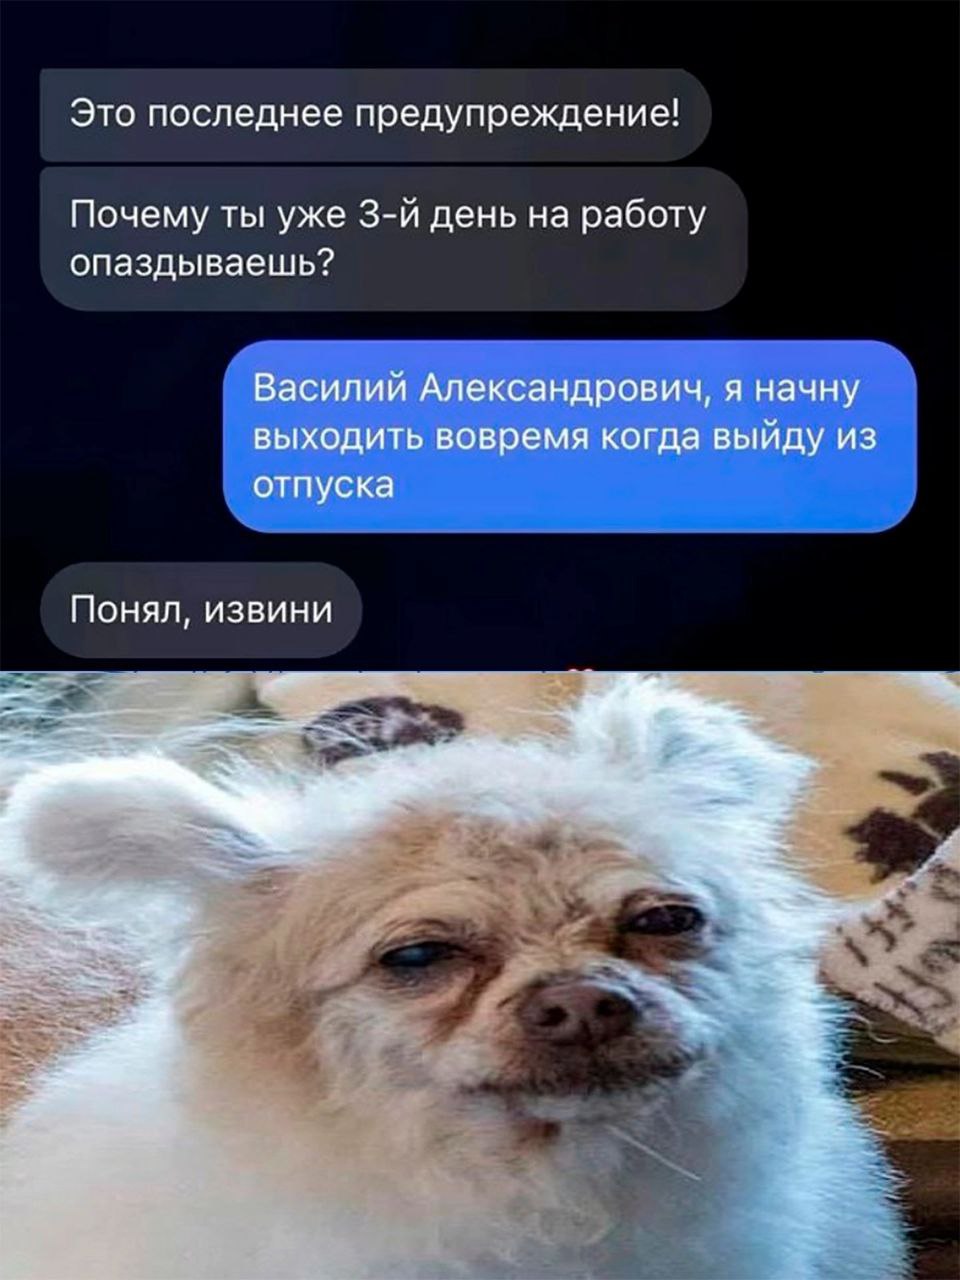 Это последнее предупреждение!
Почему ты уже 3-й день на работу
опаздываешь?
Василий Александрович, я начну
выходить вовремя когда выйду из
отпуска
Понял, извини